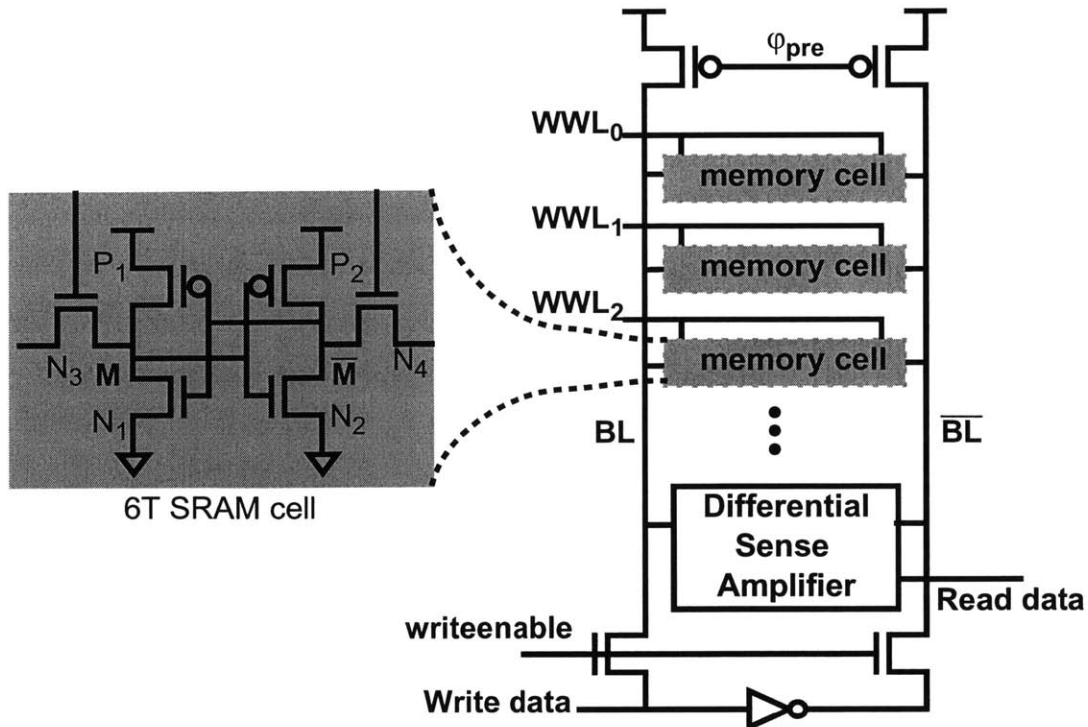 φpre
WWL0
memory cell
WWL1
memory cell
WWL2
memory cell
P1
P2
N3
M
M̅
N4
N1
N2
6T SRAM cell
BL
B̅L̅
Differential
Sense
Amplifier
Read data
writeenable
Write data